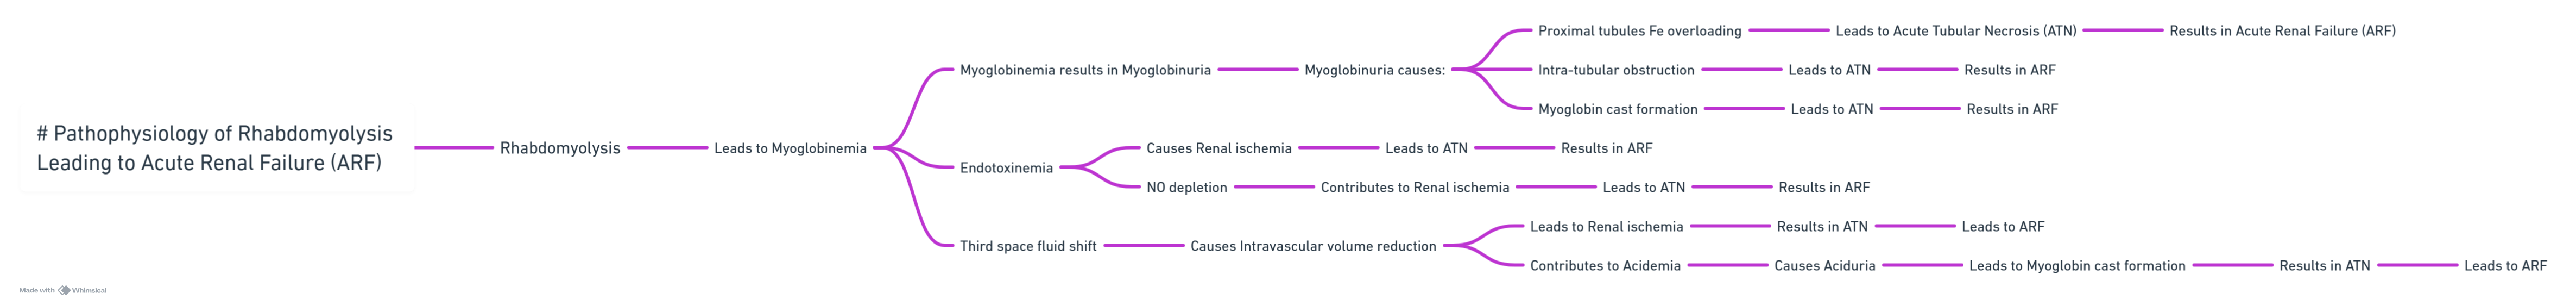 # Pathophysiology of Rhabdomyolysis
Leading to Acute Renal Failure (ARF)
Rhabdomyolysis
Leads to Myoglobinemia
Myoglobinemia results in Myoglobinuria
Myoglobinuria causes:
Proximal tubules Fe overloading
Leads to Acute Tubular Necrosis (ATN)
Results in Acute Renal Failure (ARF)
Intra-tubular obstruction
Leads to ATN
Results in ARF
Myoglobin cast formation
Leads to ATN
Results in ARF
Endotoxinemia
Causes Renal ischemia
Leads to ATN
Results in ARF
NO depletion
Contributes to Renal ischemia
Leads to ATN
Results in ARF
Third space fluid shift
Causes Intravascular volume reduction
Leads to Renal ischemia
Results in ATN
Leads to ARF
Contributes to Acidemia
Causes Aciduria
Leads to Myoglobin cast formation
Results in ATN
Leads to ARF
Made with Whimsical